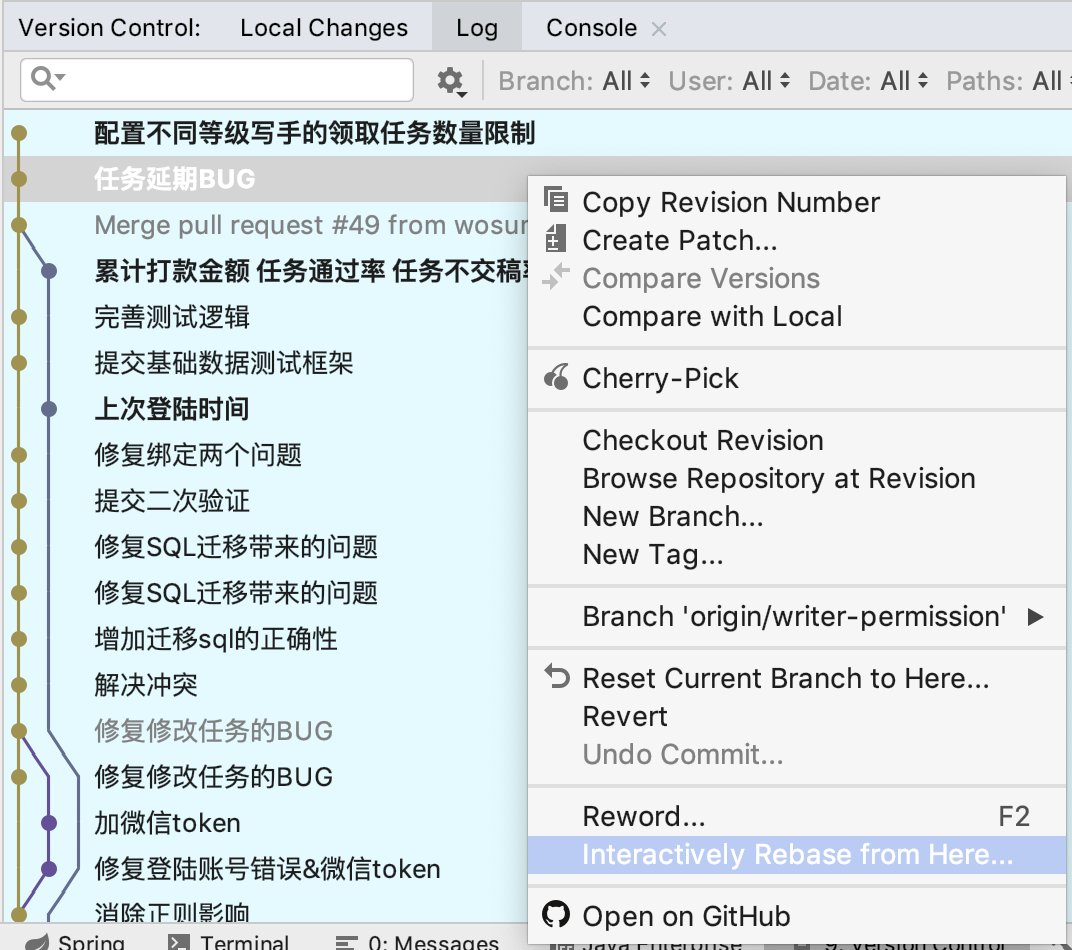 Version Control: Local Changes Log Console
Branch: All User: All Date: All Paths: All
配置不同等级写手的领取任务数量限制
任务延期BUG
Merge pull request #49 from wosur
累计打款金额 任务通过率 任务不交稿率
完善测试逻辑
提交基础数据测试框架
上次登陆时间
修复绑定两个问题
提交二次验证
修复SQL迁移带来的问题
修复SQL迁移带来的问题
增加迁移sql的正确性
解决冲突
修复修改任务的BUG
修复修改任务的BUG
加微信token
修复登陆账号错误&微信token
消除正则影响
Copy Revision Number
Create Patch...
Compare Versions
Compare with Local
Cherry-Pick
Checkout Revision
Browse Repository at Revision
New Branch...
New Tag...
Branch 'origin/writer-permission'
Reset Current Branch to Here...
Revert
Undo Commit...
Reword... F2
Interactively Rebase from Here...
Open on GitHub
Spring Terminal 0: Messages Java Enterprise 9: Version Control